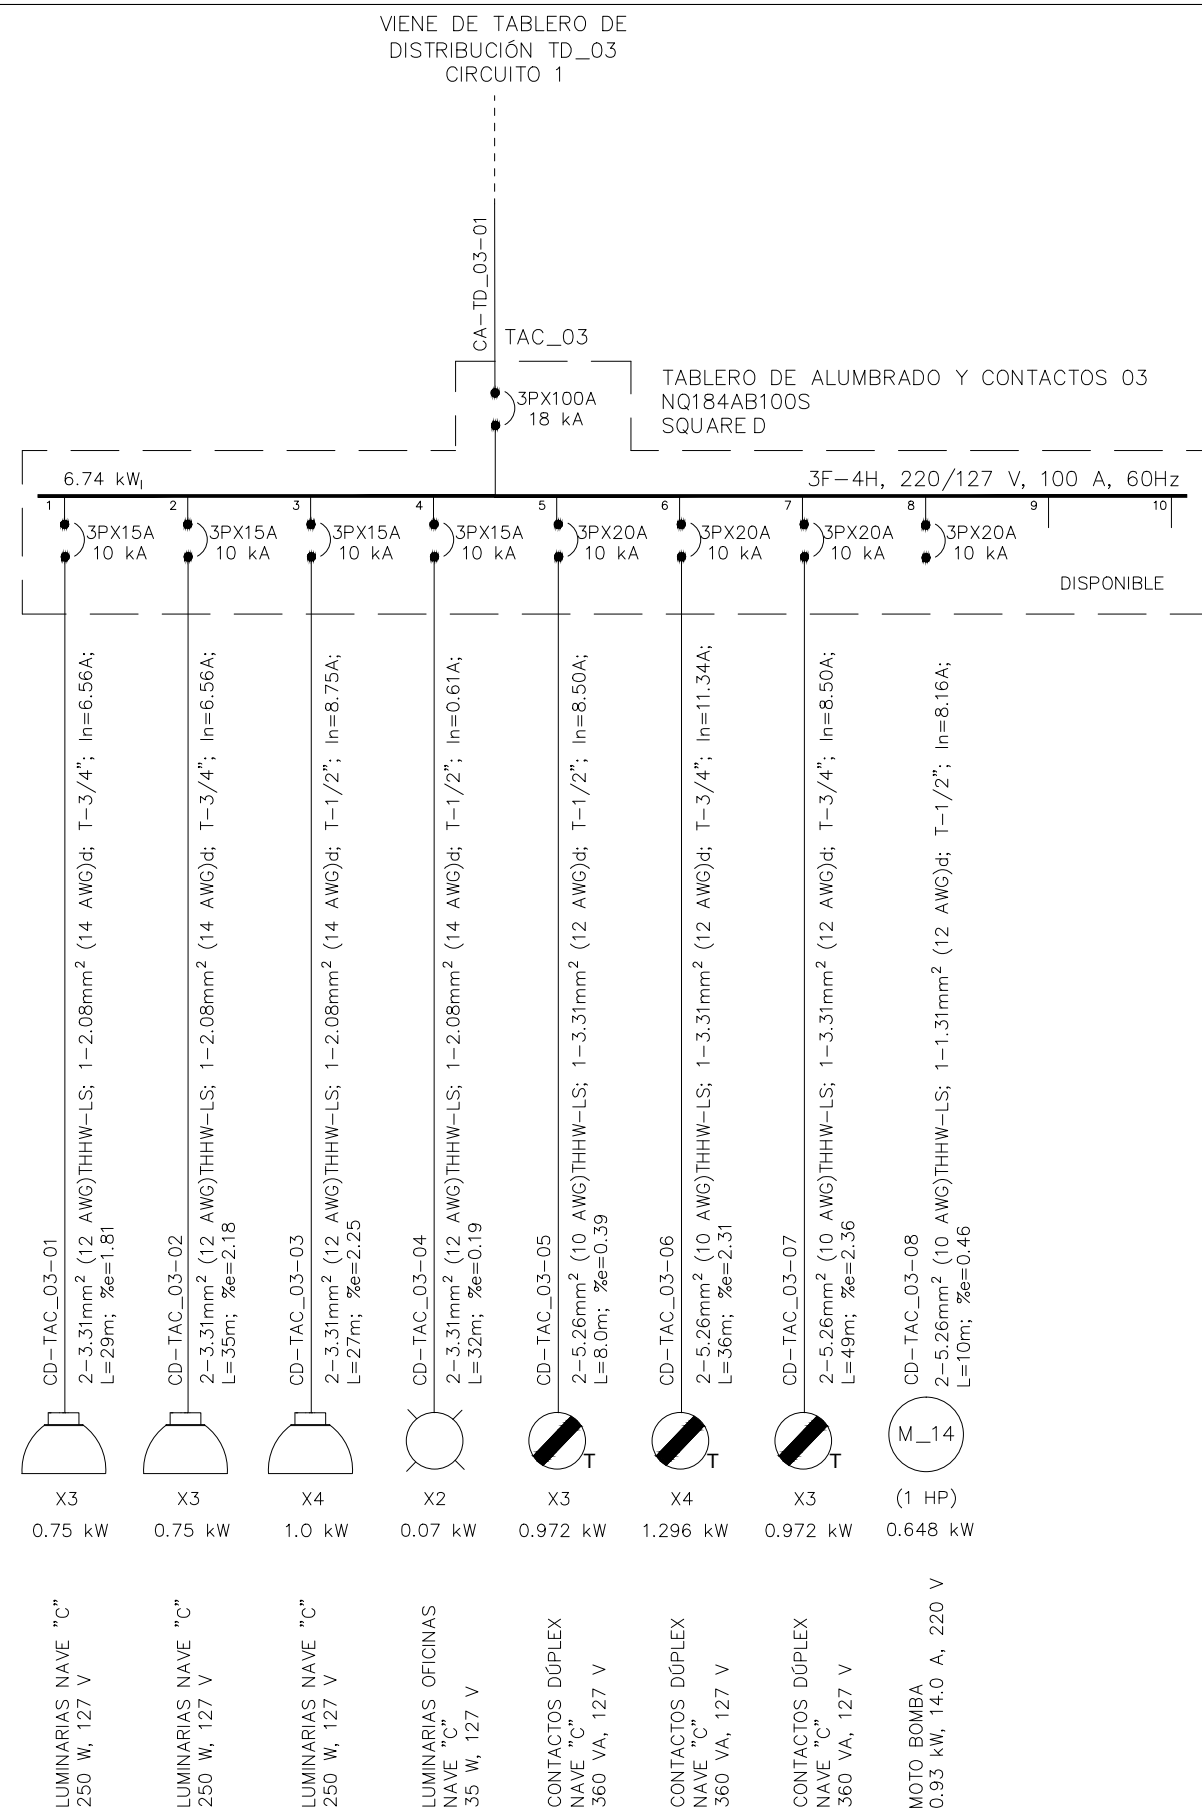 VIENE DE TABLERO DE
DISTRIBUCIÓN TD_03
CIRCUITO 1
CA-TD_03-01
TAC_03
3PX100A
18 kA
TABLERO DE ALUMBRADO Y CONTACTOS 03
NQ184AB100S
SQUARE D
6.74 kW
3F-4H, 220/127 V, 100 A, 60Hz
1
3PX15A
10 kA
2
3PX15A
10 kA
3
3PX15A
10 kA
4
3PX15A
10 kA
5
3PX20A
10 kA
6
3PX20A
10 kA
7
3PX20A
10 kA
8
3PX20A
10 kA
9
10
DISPONIBLE
CD-TAC_03-01
2-3.31mm² (12 AWG)THHW-LS; 1-2.08mm² (14 AWG)d; T-3/4"; In=6.56A;
L=29m; %e=1.81
CD-TAC_03-02
2-3.31mm² (12 AWG)THHW-LS; 1-2.08mm² (14 AWG)d; T-3/4"; In=6.56A;
L=35m; %e=2.18
CD-TAC_03-03
2-3.31mm² (12 AWG)THHW-LS; 1-2.08mm² (14 AWG)d; T-1/2"; In=8.75A;
L=27m; %e=2.25
CD-TAC_03-04
2-3.31mm² (12 AWG)THHW-LS; 1-2.08mm² (14 AWG)d; T-1/2"; In=0.61A;
L=32m; %e=0.19
CD-TAC_03-05
2-5.26mm² (10 AWG)THHW-LS; 1-3.31mm² (12 AWG)d; T-1/2"; In=8.50A;
L=8.0m; %e=0.39
CD-TAC_03-06
2-5.26mm² (10 AWG)THHW-LS; 1-3.31mm² (12 AWG)d; T-3/4"; In=11.34A;
L=36m; %e=2.31
CD-TAC_03-07
2-5.26mm² (10 AWG)THHW-LS; 1-3.31mm² (12 AWG)d; T-3/4"; In=8.50A;
L=49m; %e=2.36
CD-TAC_03-08
2-5.26mm² (10 AWG)THHW-LS; 1-1.31mm² (12 AWG)d; T-1/2"; In=8.16A;
L=10m; %e=0.46
T
T
T
M_14
X3
X3
X4
X2
X3
X4
X3
(1 HP)
0.75 kW
0.75 kW
1.0 kW
0.07 kW
0.972 kW
1.296 kW
0.972 kW
0.648 kW
LUMINARIAS NAVE "C"
250 W, 127 V
LUMINARIAS NAVE "C"
250 W, 127 V
LUMINARIAS NAVE "C"
250 W, 127 V
LUMINARIAS OFICINAS
NAVE "C"
35 W, 127 V
CONTACTOS DÚPLEX
NAVE "C"
360 VA, 127 V
CONTACTOS DÚPLEX
NAVE "C"
360 VA, 127 V
CONTACTOS DÚPLEX
NAVE "C"
360 VA, 127 V
MOTO BOMBA
0.93 kW, 14.0 A, 220 V